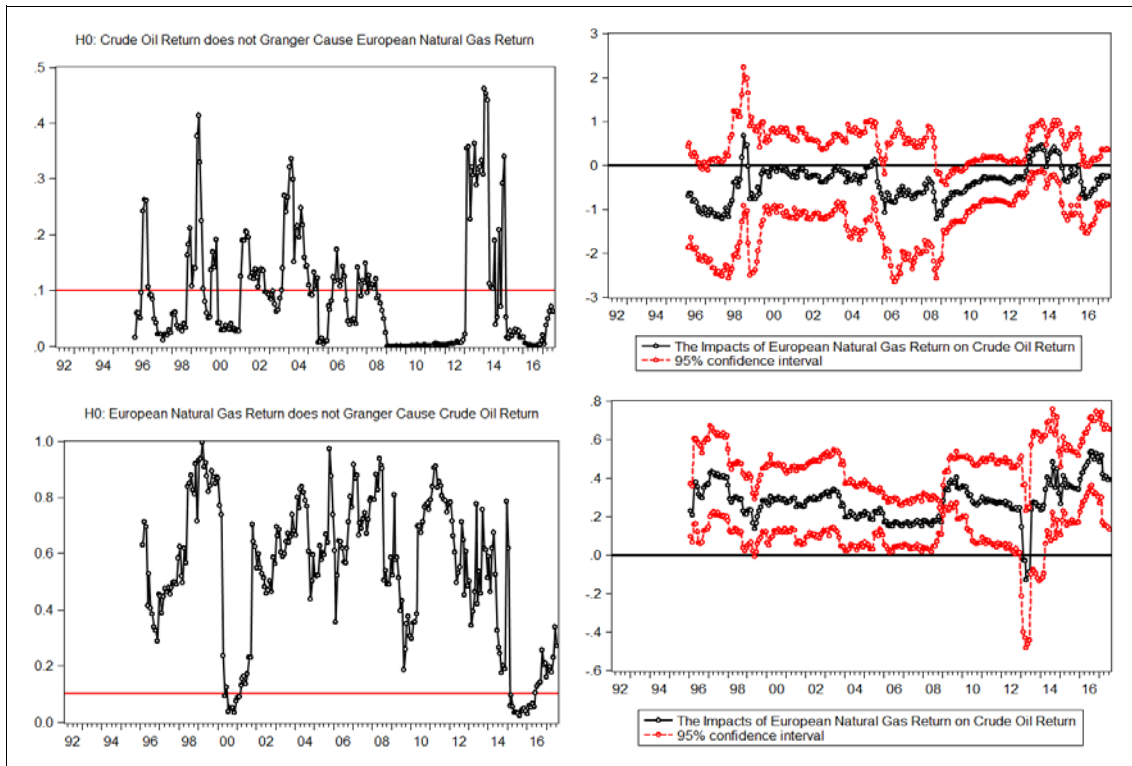 H0: Crude Oil Return does not Granger Cause European Natural Gas Return
.5
.4
.3
.2
.1
.0
92 94 96 98 00 02 04 06 08 10 12 14 16
3
2
1
0
-1
-2
-3
92 94 96 98 00 02 04 06 08 10 12 14 16
The Impacts of European Natural Gas Return on Crude Oil Return
95% confidence interval
H0: European Natural Gas Return does not Granger Cause Crude Oil Return
1.0
0.8
0.6
0.4
0.2
0.0
92 94 96 98 00 02 04 06 08 10 12 14 16
.8
.6
.4
.2
.0
-.2
-.4
-.6
92 94 96 98 00 02 04 06 08 10 12 14 16
The Impacts of European Natural Gas Return on Crude Oil Return
95% confidence interval